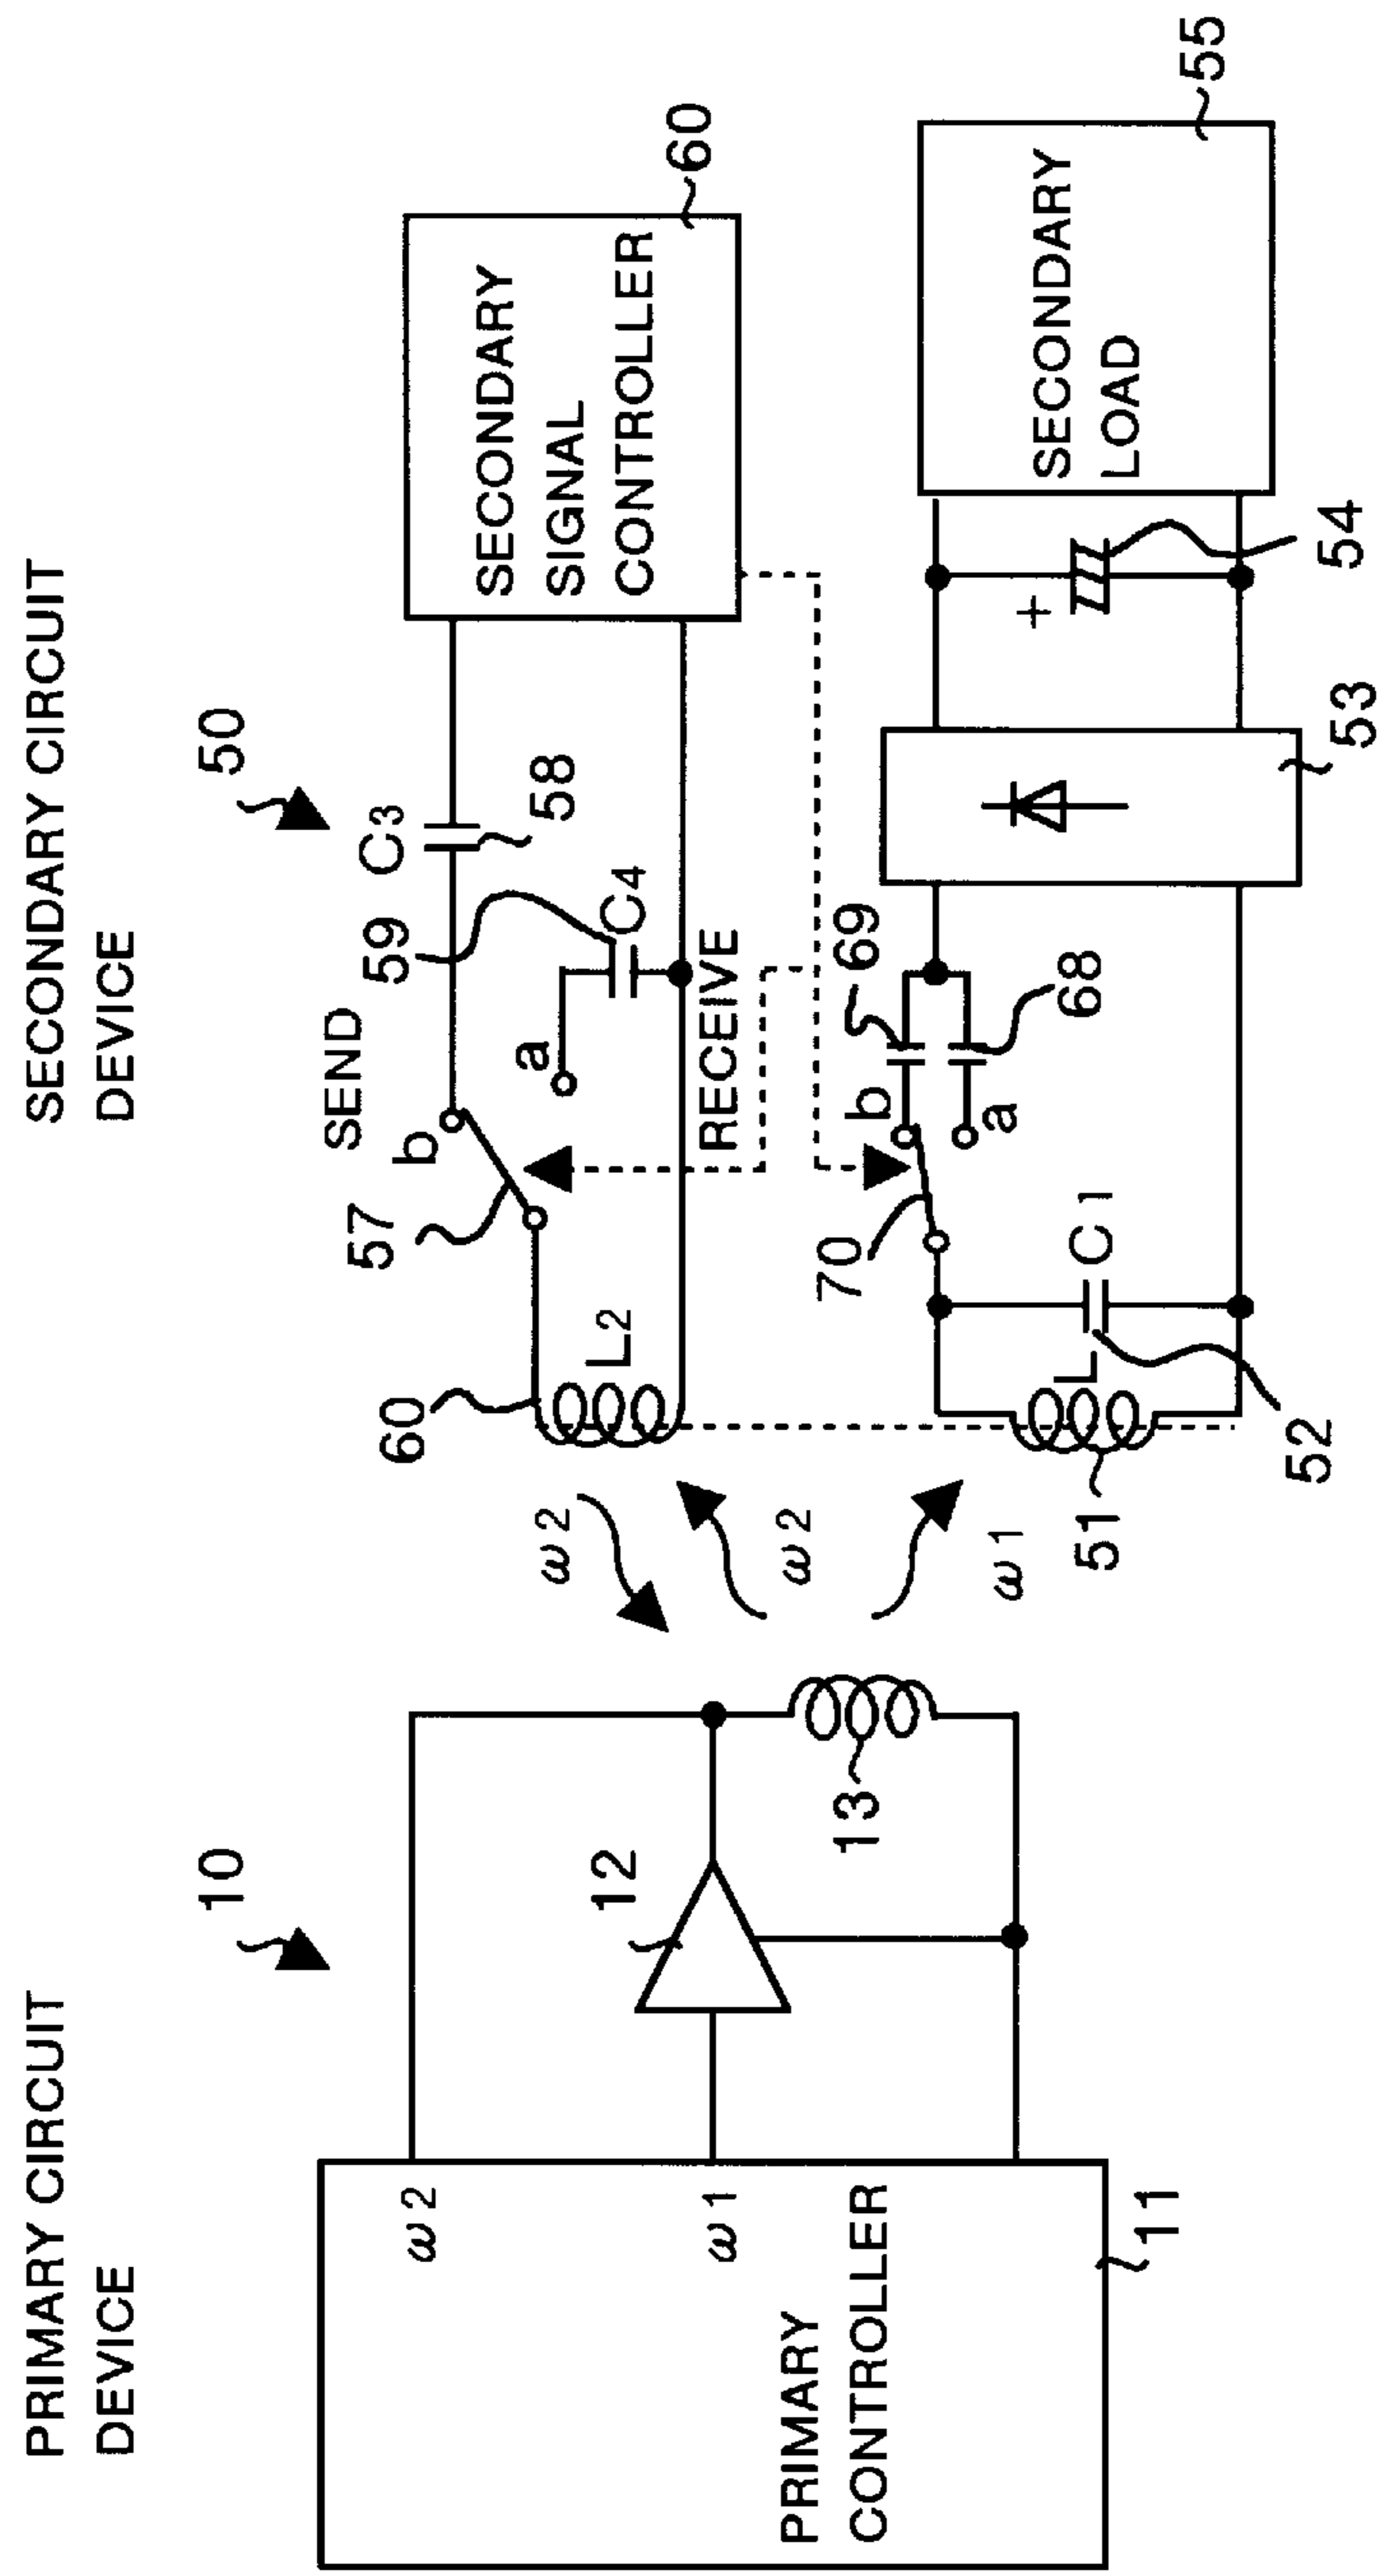 PRIMARY CIRCUIT
DEVICE
SECONDARY CIRCUIT
DEVICE
10
50
ω2
ω1
PRIMARY
CONTROLLER
11
12
13
ω2
ω2
ω1
60
L2
57
b
SEND
a
59
C4
C3
58
RECEIVE
SECONDARY
SIGNAL
CONTROLLER
60
51
L
52
C1
70
b
a
69
68
53
+
54
SECONDARY
LOAD
55